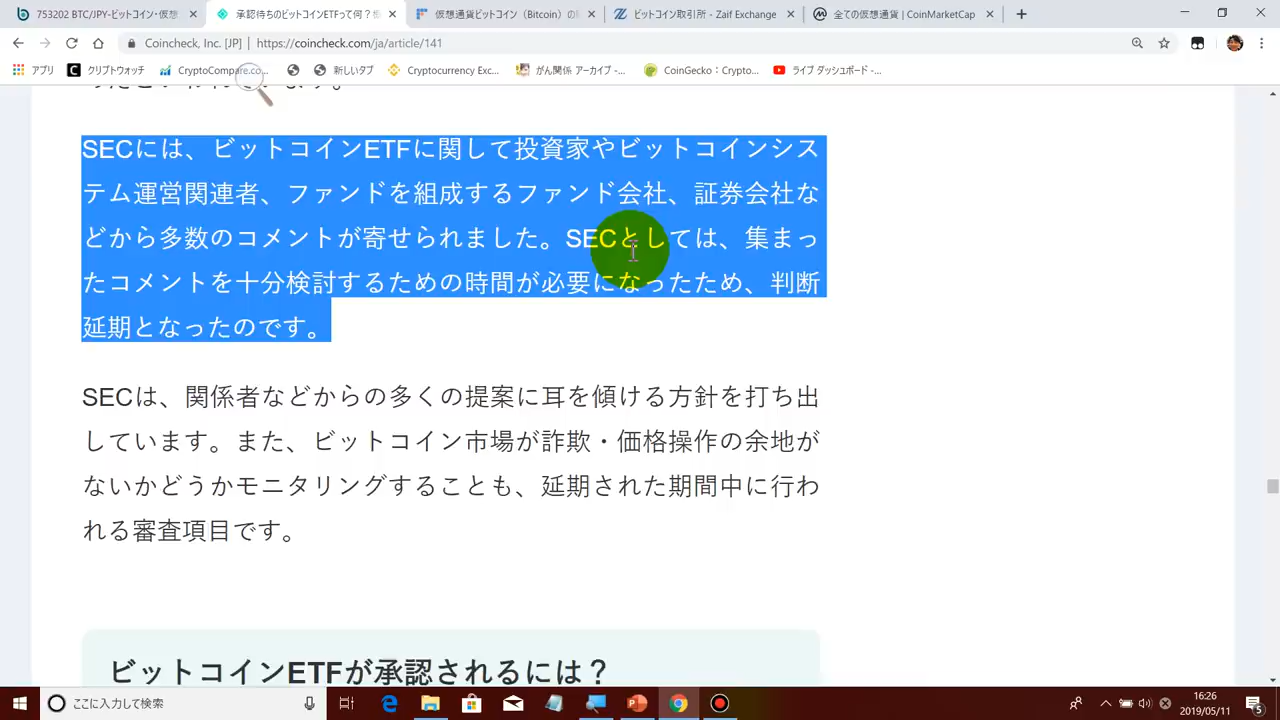 753202 BTC/JPY-ビットコイン・仮想
承認待ちのビットコインETFって何？
仮想通貨ビットコイン（Bitcoin）の
ビットコイン取引所 - Zaif Exchange
全ての仮想通貨 | CoinMarketCap
Coincheck, Inc. [JP] | https://coincheck.com/ja/article/141
アプリ
クリプトウォッチ
CryptoCompare.co...
新しいタブ
Cryptocurrency Exc...
がん関係 アーカイブ -...
CoinGecko：Crypto...
ライブ ダッシュボード -...
SECには、ビットコインETFに関して投資家やビットコインシス
テム運営関連者、ファンドを組成するファンド会社、証券会社な
どから多数のコメントが寄せられました。SECとしては、集まっ
たコメントを十分検討するための時間が必要になったため、判断
延期となったのです。
SECは、関係者などからの多くの提案に耳を傾ける方針を打ち出
しています。また、ビットコイン市場が詐欺・価格操作の余地が
ないかどうかモニタリングすることも、延期された期間中に行わ
れる審査項目です。
ビットコインETFが承認されるには？
ここに入力して検索
16:26
2019/05/11
5